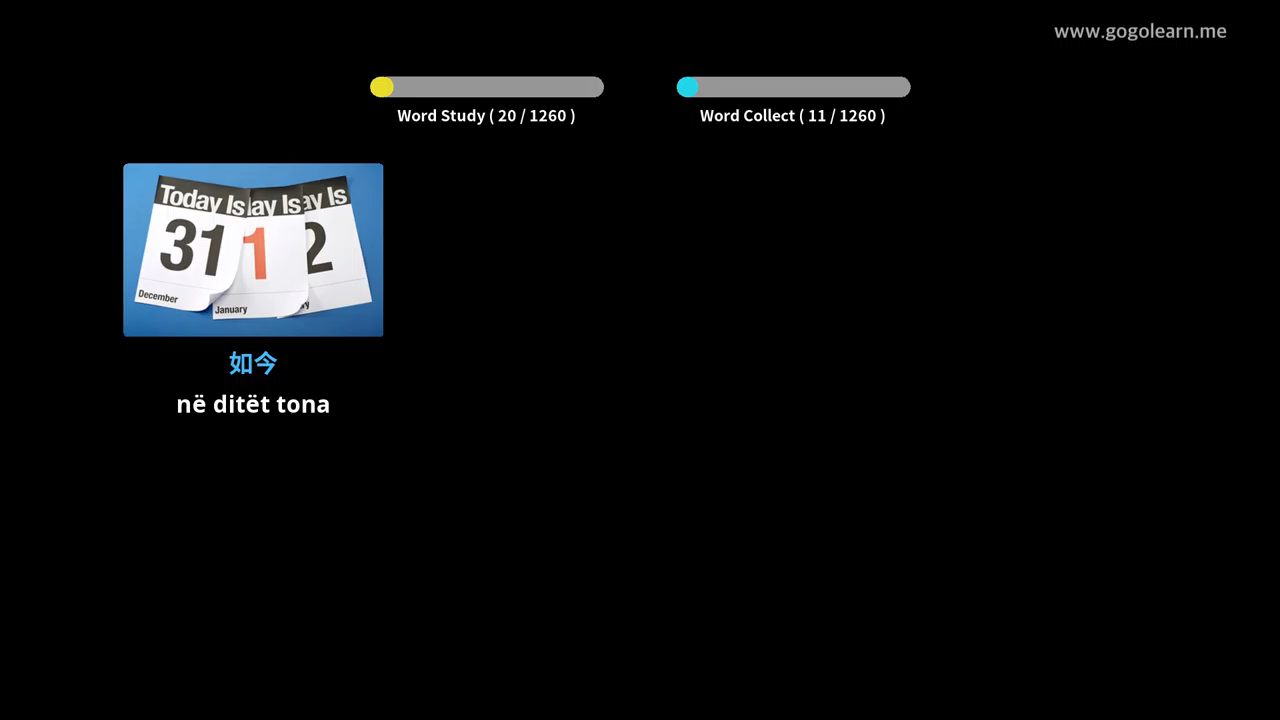 www.gogolearn.me
Word Study ( 20 / 1260 )
Word Collect ( 11 / 1260 )
Today Is
31
December
ay Is
1
January
ay Is
2
ry
如今
në ditët tona